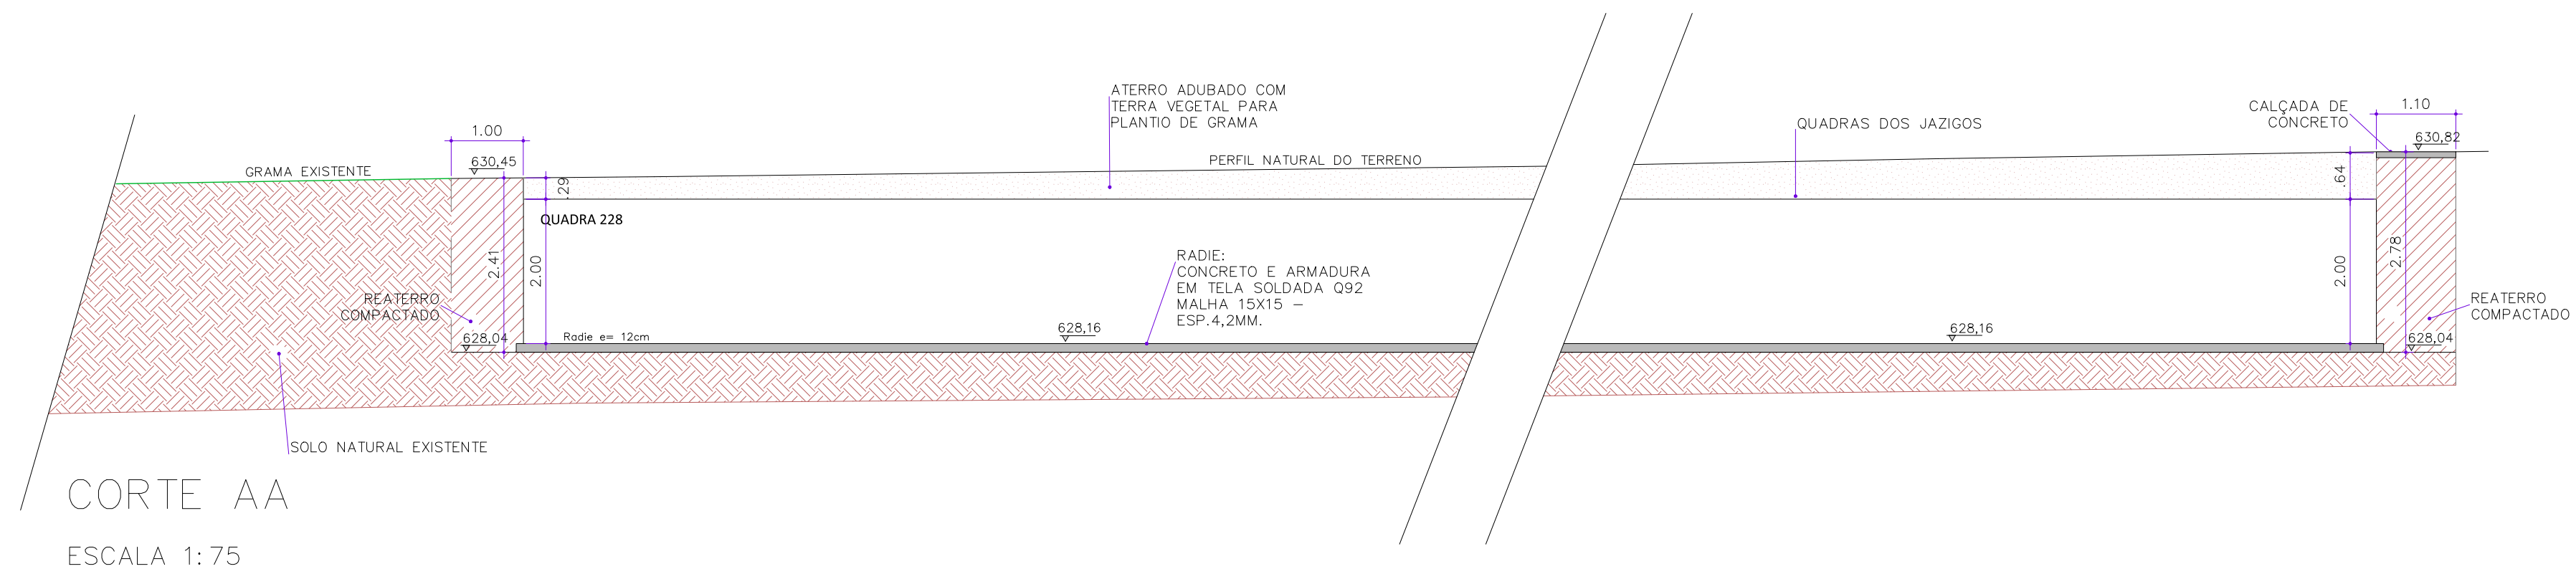 ATERRO ADUBADO COM
TERRA VEGETAL PARA
PLANTIO DE GRAMA
QUADRAS DOS JAZIGOS
CALÇADA DE
CONCRETO
1.10
630,82
1.00
630,45
GRAMA EXISTENTE
PERFIL NATURAL DO TERRENO
.29
.64
QUADRA 228
2.41
2.00
RADIE:
CONCRETO E ARMADURA
EM TELA SOLDADA Q92
MALHA 15X15 –
ESP.4,2MM.
2.00
2.78
REATERRO
COMPACTADO
REATERRO
COMPACTADO
628,04
Radie e= 12cm
628,16
628,16
628,04
SOLO NATURAL EXISTENTE
CORTE AA
ESCALA 1:75